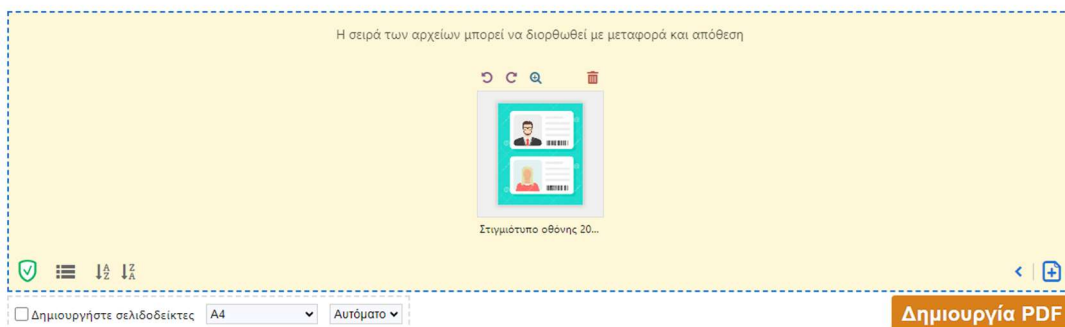 Η σειρά των αρχείων μπορεί να διορθωθεί με μεταφορά και απόθεση
Στιγμιότυπο οθόνης 20...
Δημιουργήστε σελιδοδείκτες A4 Αυτόματο Δημιουργία PDF